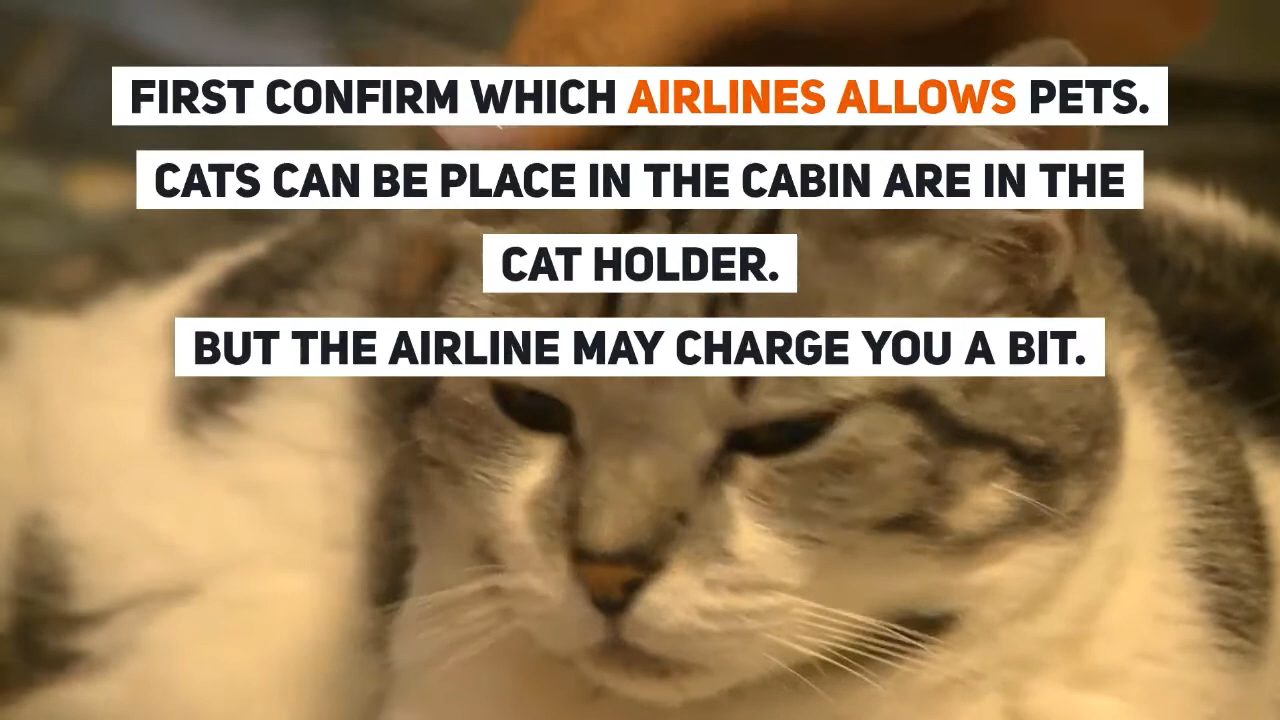 FIRST CONFIRM WHICH AIRLINES ALLOWS PETS.
CATS CAN BE PLACE IN THE CABIN ARE IN THE
CAT HOLDER.
BUT THE AIRLINE MAY CHARGE YOU A BIT.